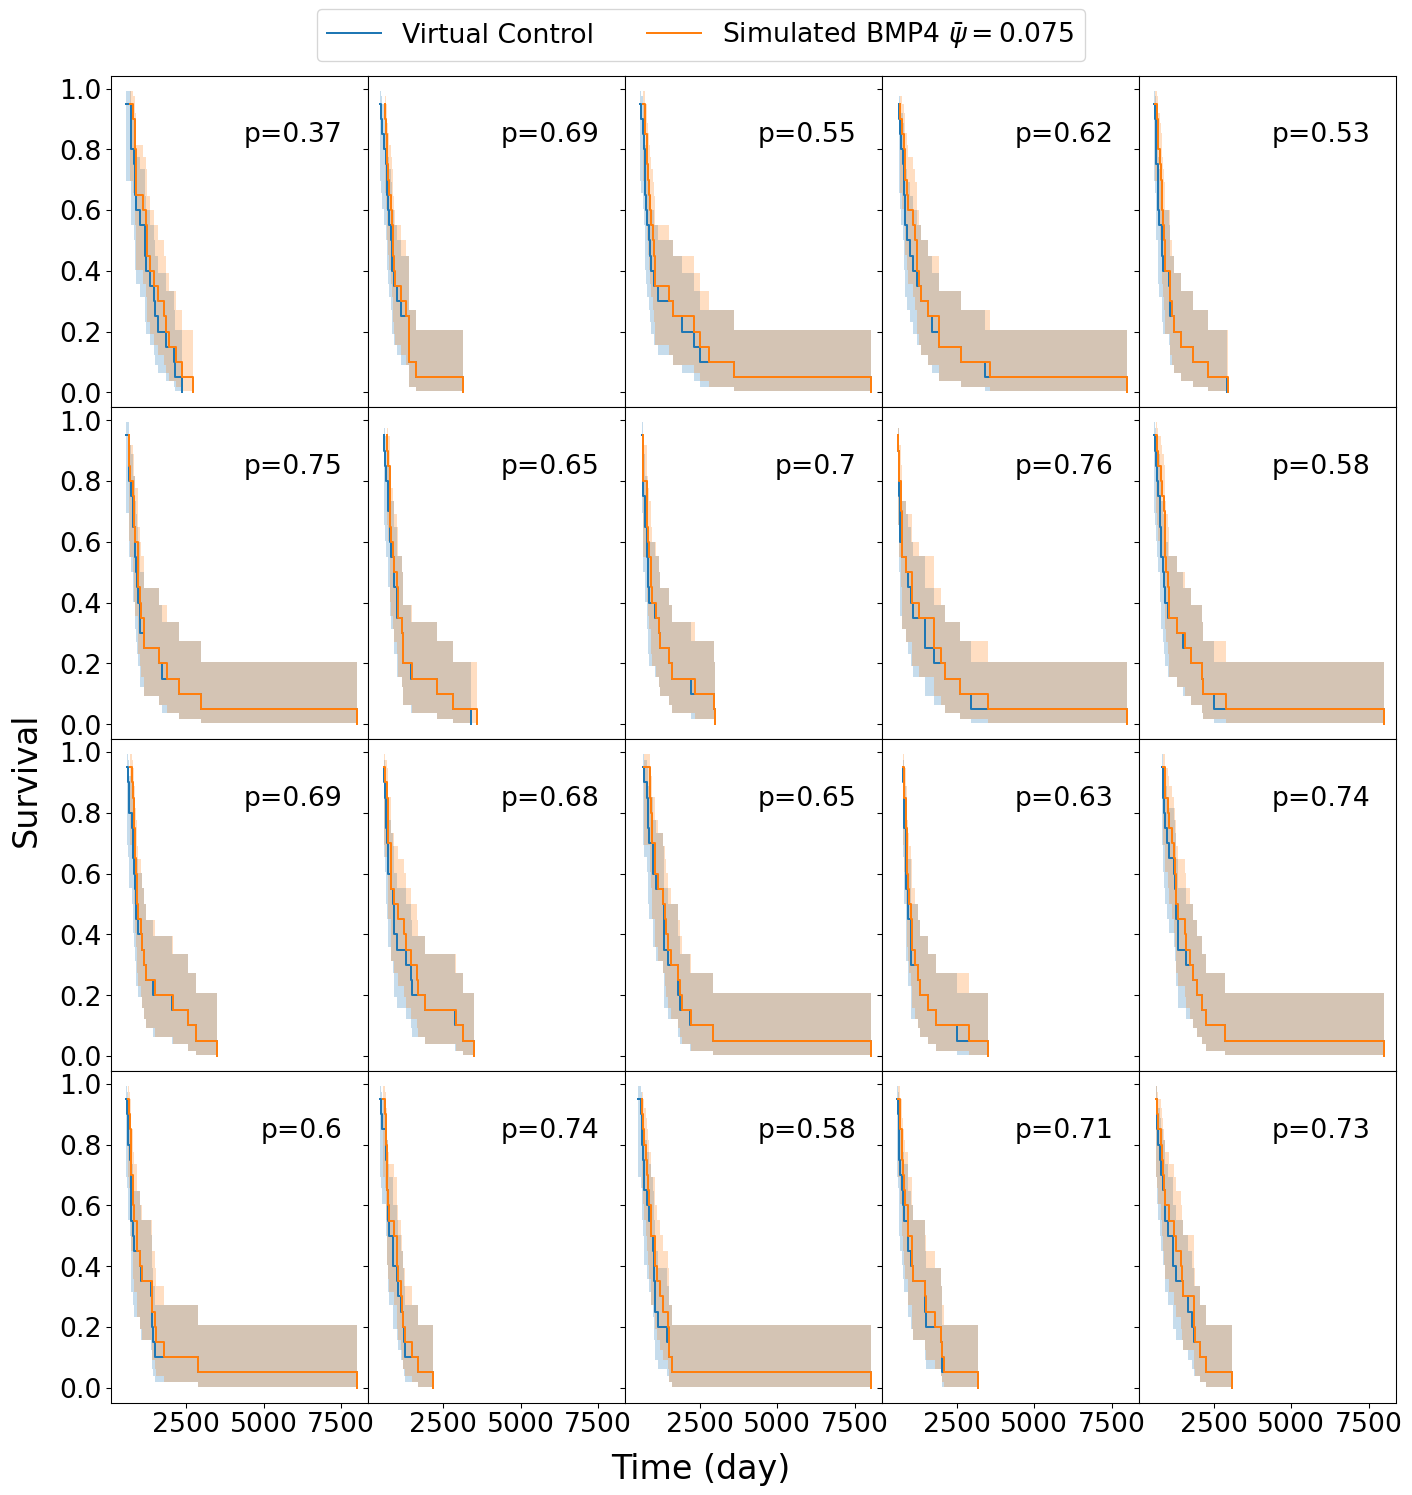 Virtual Control
Simulated BMP4 ψ̄ = 0.075
1.0
0.8
0.6
0.4
0.2
0.0
p=0.37
p=0.69
p=0.55
p=0.62
p=0.53
1.0
0.8
0.6
0.4
0.2
0.0
p=0.75
p=0.65
p=0.7
p=0.76
p=0.58
1.0
0.8
0.6
0.4
0.2
0.0
p=0.69
p=0.68
p=0.65
p=0.63
p=0.74
1.0
0.8
0.6
0.4
0.2
0.0
p=0.6
p=0.74
p=0.58
p=0.71
p=0.73
2500 5000 7500
2500 5000 7500
2500 5000 7500
2500 5000 7500
2500 5000 7500
Survival
Time (day)